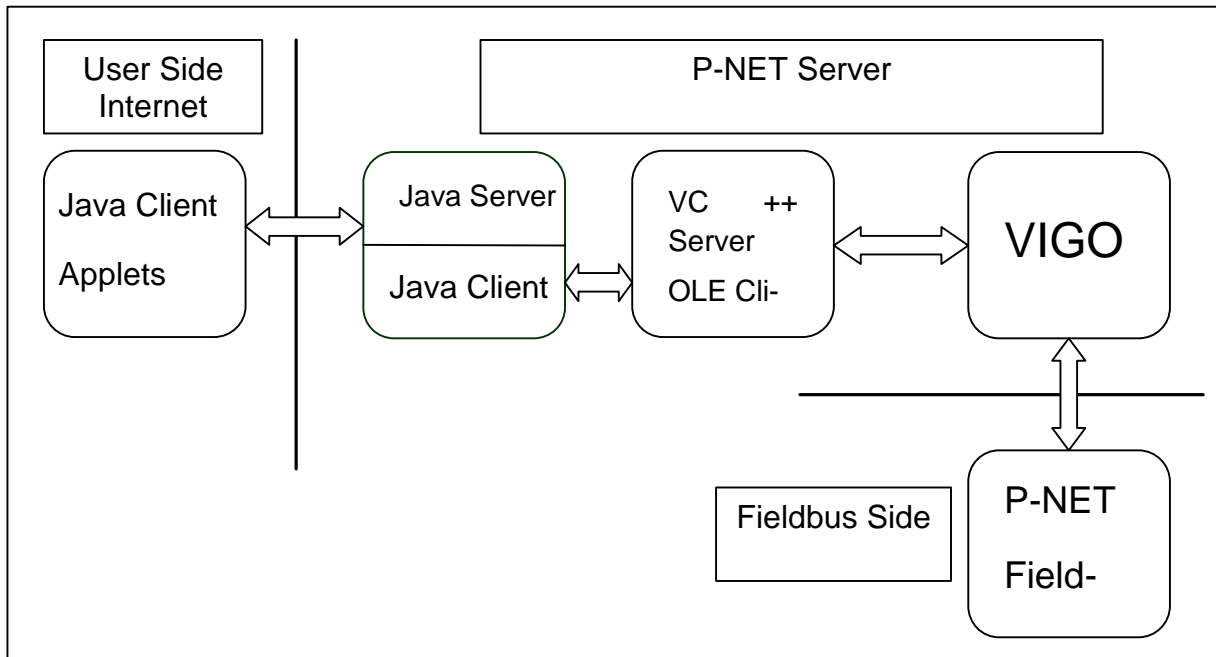 User Side
Internet
P-NET Server
Java Client
Applets
Java Server
Java Client
VC ++
Server
OLE Cli-
VIGO
Fieldbus Side
P-NET
Field-